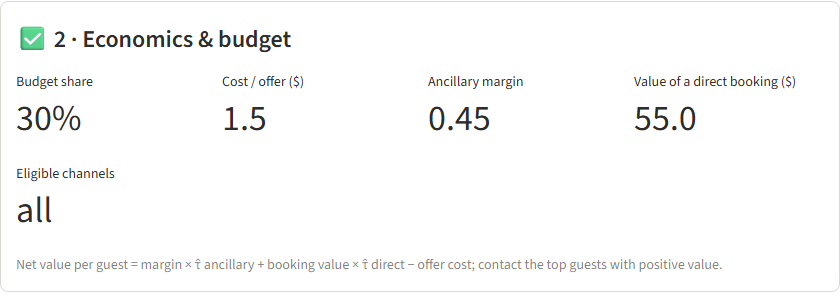 ✅ 2 · Economics & budget
Budget share
Cost / offer ($)
Ancillary margin
Value of a direct booking ($)
30%
1.5
0.45
55.0
Eligible channels
all
Net value per guest = margin × τ̂ ancillary + booking value × τ̂ direct − offer cost; contact the top guests with positive value.